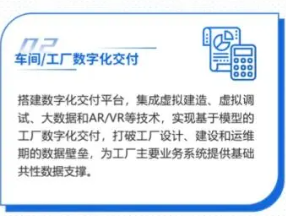 02
车间/工厂数字化交付
搭建数字化交付平台，集成虚拟建造、虚拟调
试、大数据和AR/VR等技术，实现基于模型的
工厂数字化交付，打破工厂设计、建设和运维
期的数据壁垒，为工厂主要业务系统提供基础
共性数据支撑。